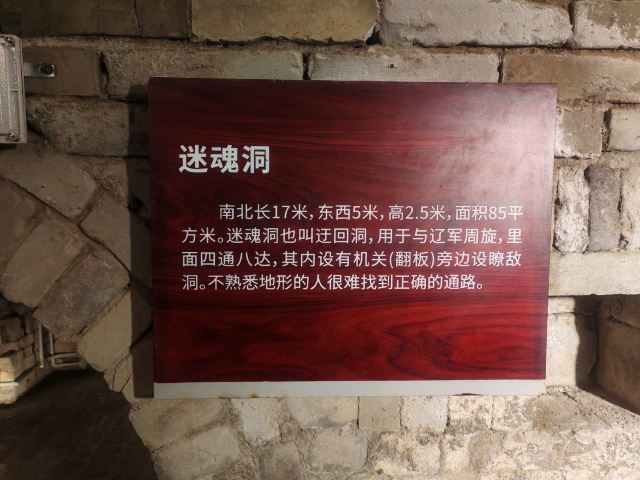 迷魂洞
南北长17米，东西5米，高2.5米，面积85平
方米。迷魂洞也叫迂回洞，用于与辽军周旋，里
面四通八达，其内设有机关(翻板)旁边设瞭敌
洞。不熟悉地形的人很难找到正确的通路。